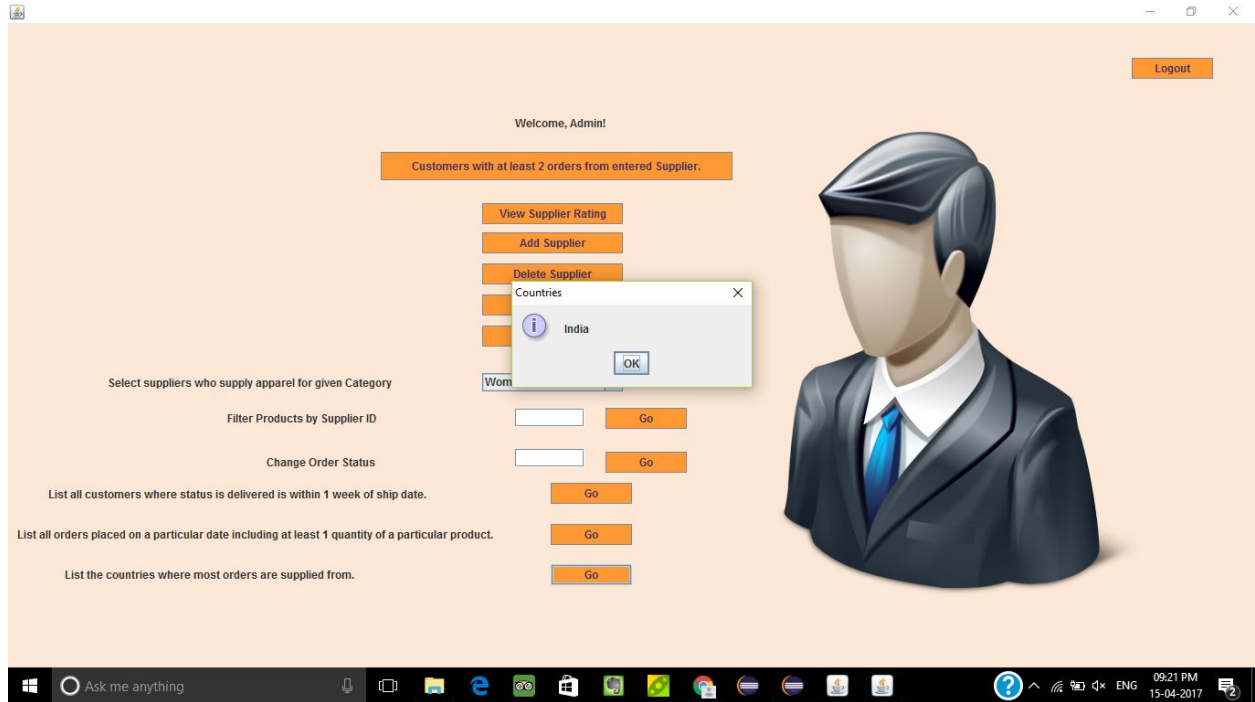 Logout
Welcome, Admin!
Customers with at least 2 orders from entered Supplier.
View Supplier Rating
Add Supplier
Delete Supplier
Countries
India
OK
Select suppliers who supply apparel for given Category
Filter Products by Supplier ID
Go
Change Order Status
Go
List all customers where status is delivered is within 1 week of ship date.
Go
List all orders placed on a particular date including at least 1 quantity of a particular product.
Go
List the countries where most orders are supplied from.
Go
Ask me anything
ENG
09:21 PM
15-04-2017
2